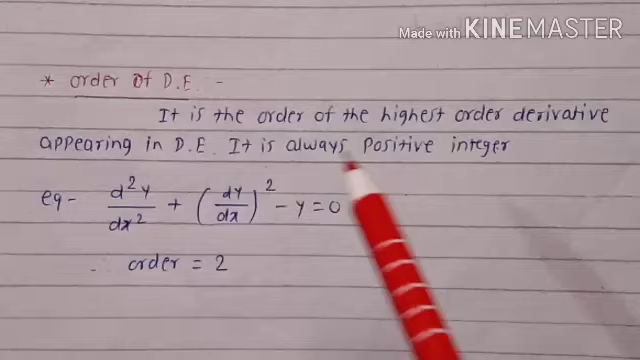 Made with KINEMASTER
* order of D.E. -
It is the order of the highest order derivative
appearing in D.E. It is always positive integer
eg - d²y/dx² + (dy/dx)² - y = 0
∴ order = 2